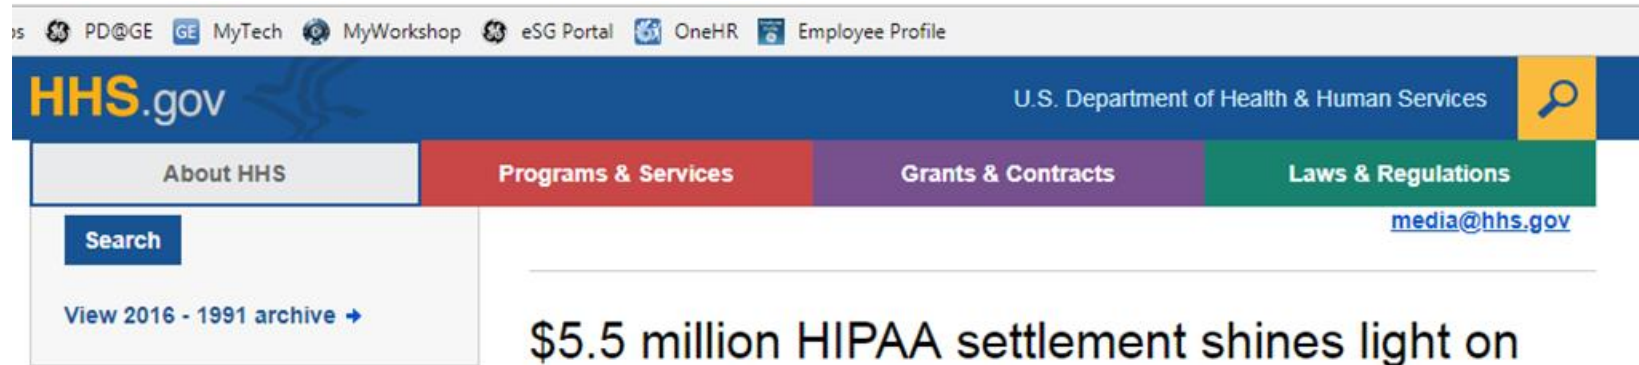 PD@GE GE MyTech MyWorkshop eSG Portal OneHR Employee Profile
HHS.gov U.S. Department of Health & Human Services
About HHS Programs & Services Grants & Contracts Laws & Regulations
media@hhs.gov
Search
View 2016 - 1991 archive
$5.5 million HIPAA settlement shines light on